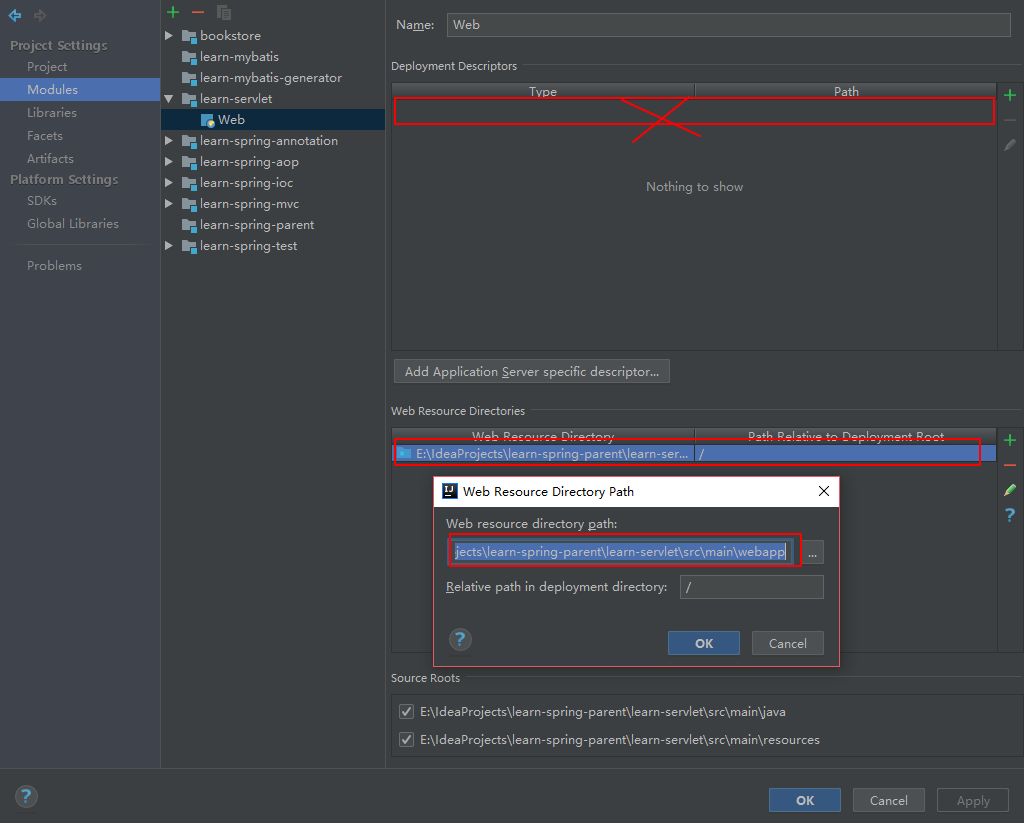 Project Settings
Project
Modules
Libraries
Facets
Artifacts
Platform Settings
SDKs
Global Libraries
Problems
bookstore
learn-mybatis
learn-mybatis-generator
learn-servlet
Web
learn-spring-annotation
learn-spring-aop
learn-spring-ioc
learn-spring-mvc
learn-spring-parent
learn-spring-test
Name: Web
Deployment Descriptors
Type Path
Nothing to show
Add Application Server specific descriptor...
Web Resource Directories
Web Resource Directory Path Relative to Deployment Root
E:\IdeaProjects\learn-spring-parent\learn-ser... /
IJ Web Resource Directory Path
Web resource directory path:
jects\learn-spring-parent\learn-servlet\src\main\webapp ...
Relative path in deployment directory: /
? OK Cancel
?
Source Roots
E:\IdeaProjects\learn-spring-parent\learn-servlet\src\main\java
E:\IdeaProjects\learn-spring-parent\learn-servlet\src\main\resources
? OK Cancel Apply